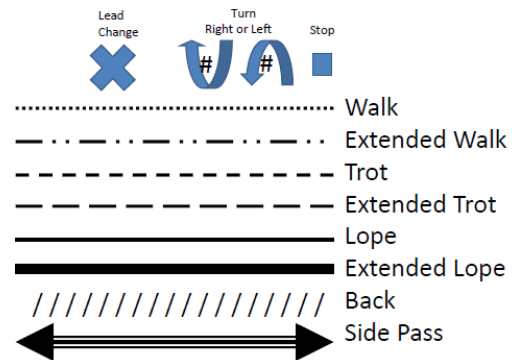 Lead
Change
Turn
Right or Left
Stop
# #
Walk
Extended Walk
Trot
Extended Trot
Lope
Extended Lope
Back
Side Pass